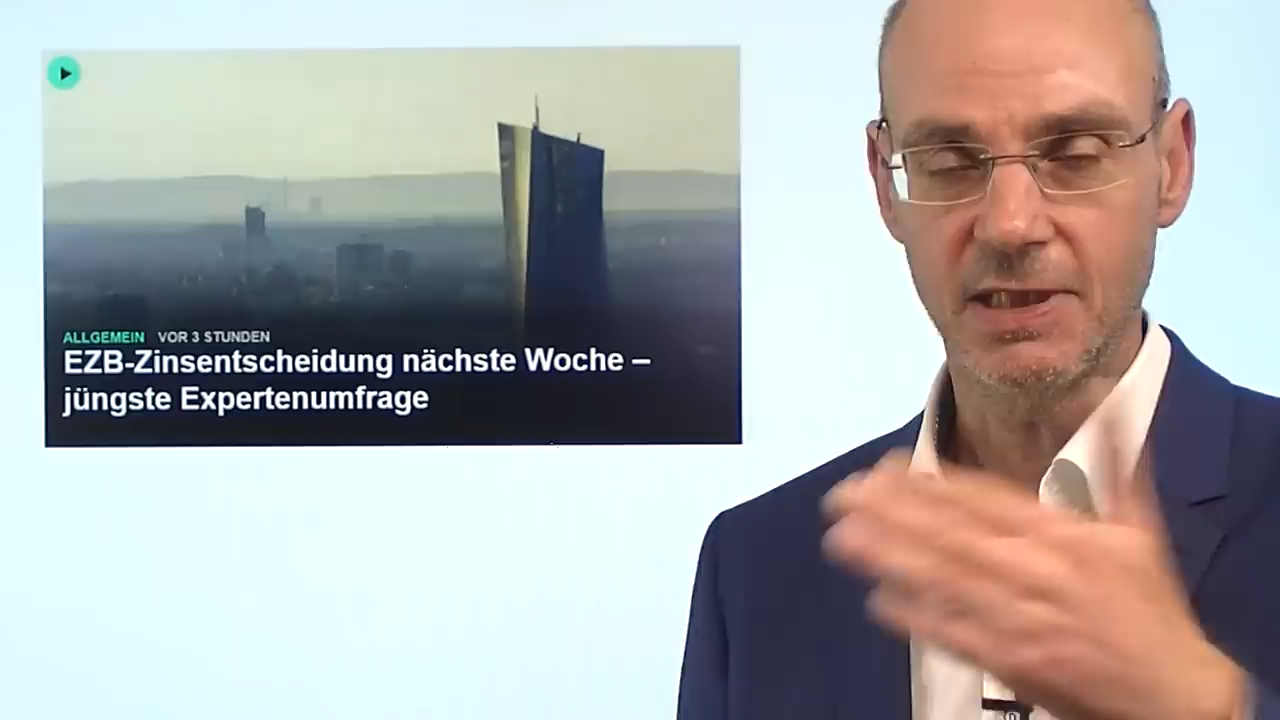 ALLGEMEIN VOR 3 STUNDEN
EZB-Zinsentscheidung nächste Woche –
jüngste Expertenumfrage